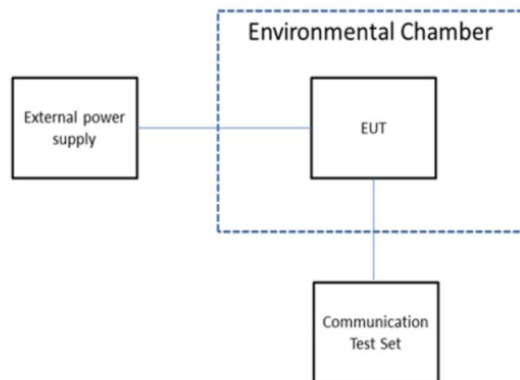 Environmental Chamber
External power
supply
EUT
Communication
Test Set